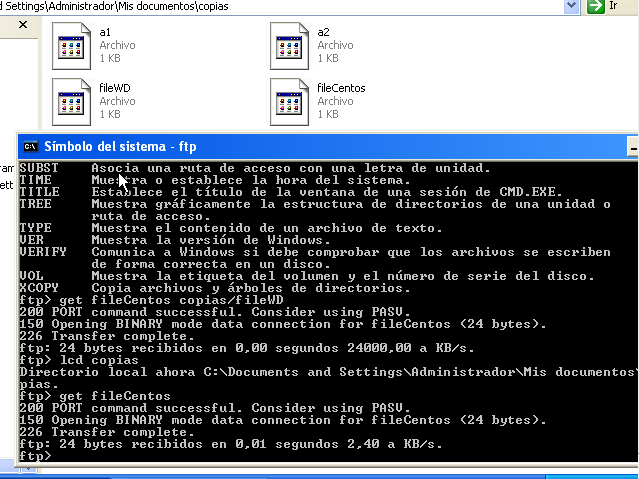 d Settings\Administrador\Mis documentos\copias
Ir
a1
Archivo
1 KB
a2
Archivo
1 KB
fileWD
Archivo
1 KB
fileCentos
Archivo
1 KB
ram
ett
Símbolo del sistema - ftp
SUBST Asocia una ruta de acceso con una letra de unidad.
TIME Muestra o establece la hora del sistema.
TITLE Establece el título de la ventana de una sesión de CMD.EXE.
TREE Muestra gráficamente la estructura de directorios de una unidad o
ruta de acceso.
TYPE Muestra el contenido de un archivo de texto.
VER Muestra la versión de Windows.
VERIFY Comunica a Windows si debe comprobar que los archivos se escriben
de forma correcta en un disco.
VOL Muestra la etiqueta del volumen y el número de serie del disco.
XCOPY Copia archivos y árboles de directorios.
ftp> get fileCentos copias/fileWD
200 PORT command successful. Consider using PASV.
150 Opening BINARY mode data connection for fileCentos (24 bytes).
226 Transfer complete.
ftp: 24 bytes recibidos en 0,00 segundos 24000,00 a KB/s.
ftp> lcd copias
Directorio local ahora C:\Documents and Settings\Administrador\Mis documentos\
pias.
ftp> get fileCentos
200 PORT command successful. Consider using PASV.
150 Opening BINARY mode data connection for fileCentos (24 bytes).
226 Transfer complete.
ftp: 24 bytes recibidos en 0,01 segundos 2,40 a KB/s.
ftp>